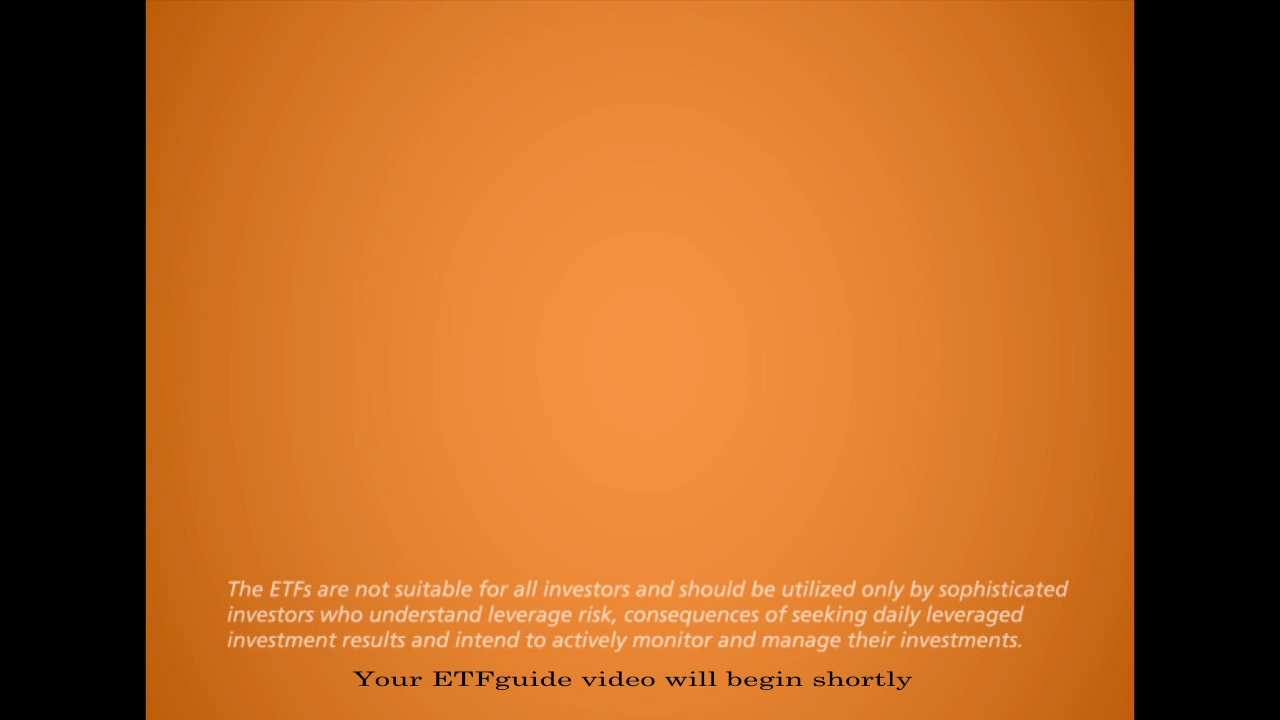 The ETFs are not suitable for all investors and should be utilized only by sophisticated
investors who understand leverage risk, consequences of seeking daily leveraged
investment results and intend to actively monitor and manage their investments.
Your ETFguide video will begin shortly